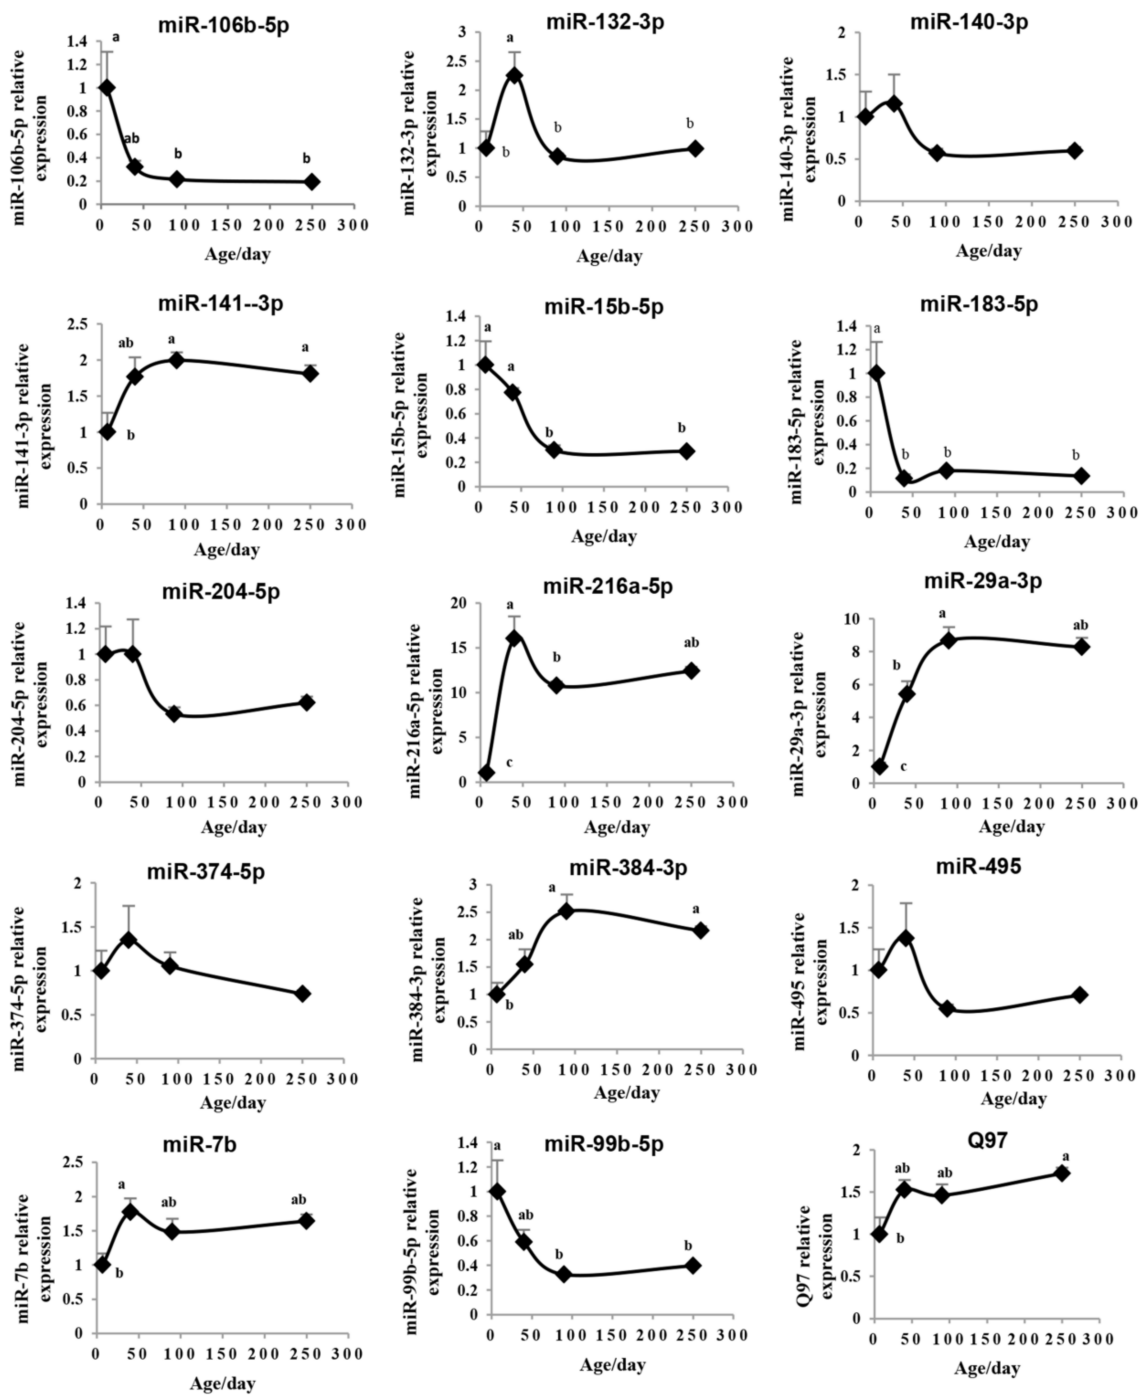 miR-106b-5p
miR-106b-5p relative
expression
1.4
1.2
1
0.8
0.6
0.4
0.2
0
a
ab
b
b
0 50 100 150 200 250 300
Age/day
miR-132-3p
miR-132-3p relative
expression
3
2.5
2
1.5
1
0.5
0
a
b
b
b
0 50 100 150 200 250 300
Age/day
miR-140-3p
miR-140-3p relative
expression
2
1.5
1
0.5
0
0 50 100 150 200 250 300
Age/day
miR-141--3p
miR-141-3p relative
expression
2.5
2
1.5
1
0.5
0
ab
a
a
b
0 50 100 150 200 250 300
Age/day
miR-15b-5p
miR-15b-5p relative
expression
1.4
1.2
1
0.8
0.6
0.4
0.2
0
a
a
b
b
0 50 100 150 200 250 300
Age/day
miR-183-5p
miR-183-5p relative
expression
1.4
1.2
1
0.8
0.6
0.4
0.2
0
a
b
b
b
0 50 100 150 200 250 300
Age/day
miR-204-5p
miR-204-5p relative
expression
1.4
1.2
1
0.8
0.6
0.4
0.2
0
0 50 100 150 200 250 300
Age/day
miR-216a-5p
miR-216a-5p relative
expression
20
15
10
5
0
a
b
ab
c
0 50 100 150 200 250 300
Age/day
miR-29a-3p
miR-29a-3p relative
expression
10
8
6
4
2
0
a
ab
b
c
0 50 100 150 200 250 300
Age/day
miR-374-5p
miR-374-5p relative
expression
2
1.5
1
0.5
0
0 50 100 150 200 250 300
Age/day
miR-384-3p
miR-384-3p relative
expression
3
2.5
2
1.5
1
0.5
0
a
a
ab
b
0 50 100 150 200 250 300
Age/day
miR-495
miR-495 relative
expression
2
1.5
1
0.5
0
0 50 100 150 200 250 300
Age/day
miR-7b
miR-7b relative
expression
2.5
2
1.5
1
0.5
0
a
ab
ab
b
0 50 100 150 200 250 300
Age/day
miR-99b-5p
miR-99b-5p relative
expression
1.4
1.2
1
0.8
0.6
0.4
0.2
0
a
ab
b
b
0 50 100 150 200 250 300
Age/day
Q97
Q97 relative
expression
2
1.5
1
0.5
0
ab
ab
a
b
0 50 100 150 200 250 300
Age/day